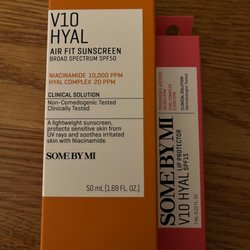 V10
HYAL
AIR FIT SUNSCREEN
BROAD SPECTRUM SPF50
NIACINAMIDE 10,000 PPM
HYAL COMPLEX 20 PPM
CLINICAL SOLUTION
Non-Comedogenic Tested
Clinically Tested
A lightweight sunscreen,
protects sensitive skin from
UV rays and soothes irritated
skin with Niacinamide.
SOME BY MI
50 mL [1.69 FL.OZ.]
SOME BY MI
V10 HYAL
LIP PROTECTOR
SPF15
CLINICAL SOLUTION